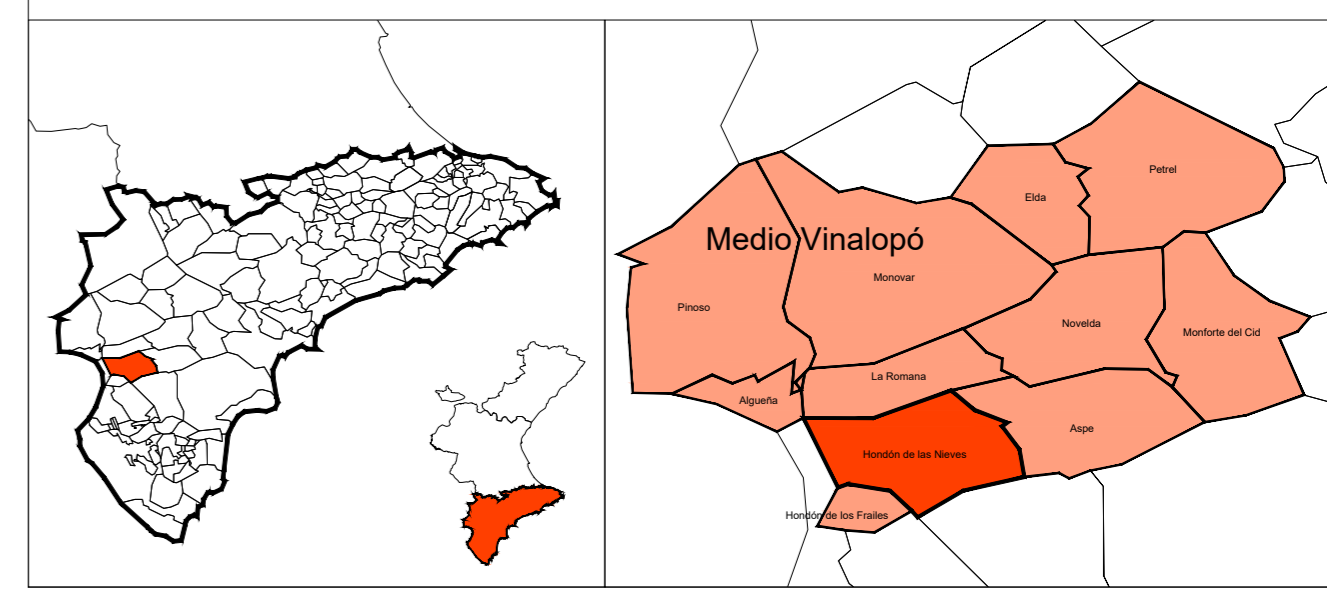 Petrel
Elda
Medio Vinalopó
Monovar
Pinoso
Novelda
Monforte del Cid
La Romana
Algueña
Aspe
Hondón de las Nieves
Hondón de los Frailes